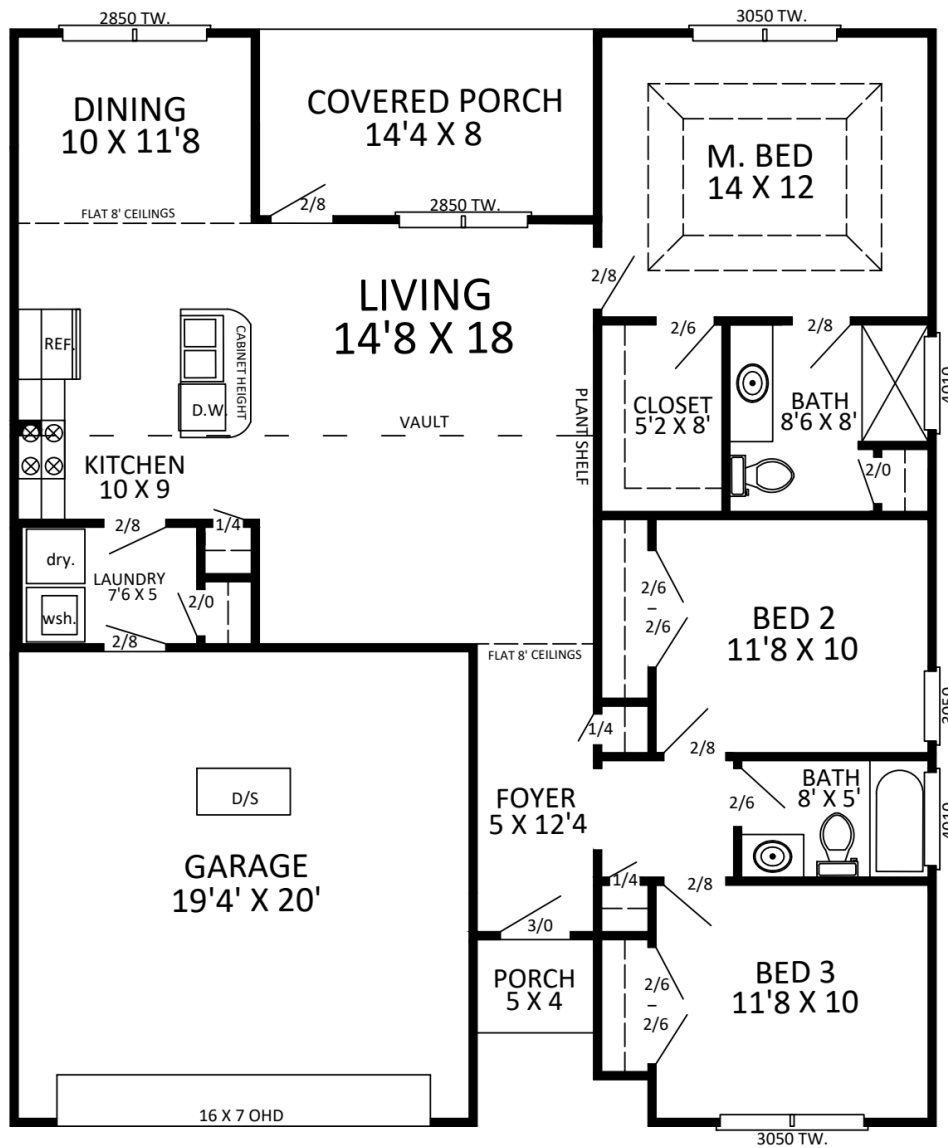 2850 TW.
3050 TW.
DINING
10 X 11'8
COVERED PORCH
14'4 X 8
M. BED
14 X 12
2/8
2850 TW.
FLAT 8' CEILINGS
2/8
LIVING
14'8 X 18
REF.
CABINET HEIGHT
D.W.
2/6
2/8
4010
CLOSET
5'2 X 8'
BATH
8'6 X 8'
PLANT SHELF
VAULT
KITCHEN
10 X 9
2/0
2/8
1/4
dry.
LAUNDRY
7'6 X 5
wsh.
2/0
2/8
2/6
2/6
BED 2
11'8 X 10
FLAT 8' CEILINGS
3050
1/4
2/8
D/S
FOYER
5 X 12'4
BATH
8' X 5'
2/6
4010
GARAGE
19'4' X 20'
1/4
2/8
3/0
PORCH
5 X 4
2/6
2/6
BED 3
11'8 X 10
16 X 7 OHD
3050 TW.